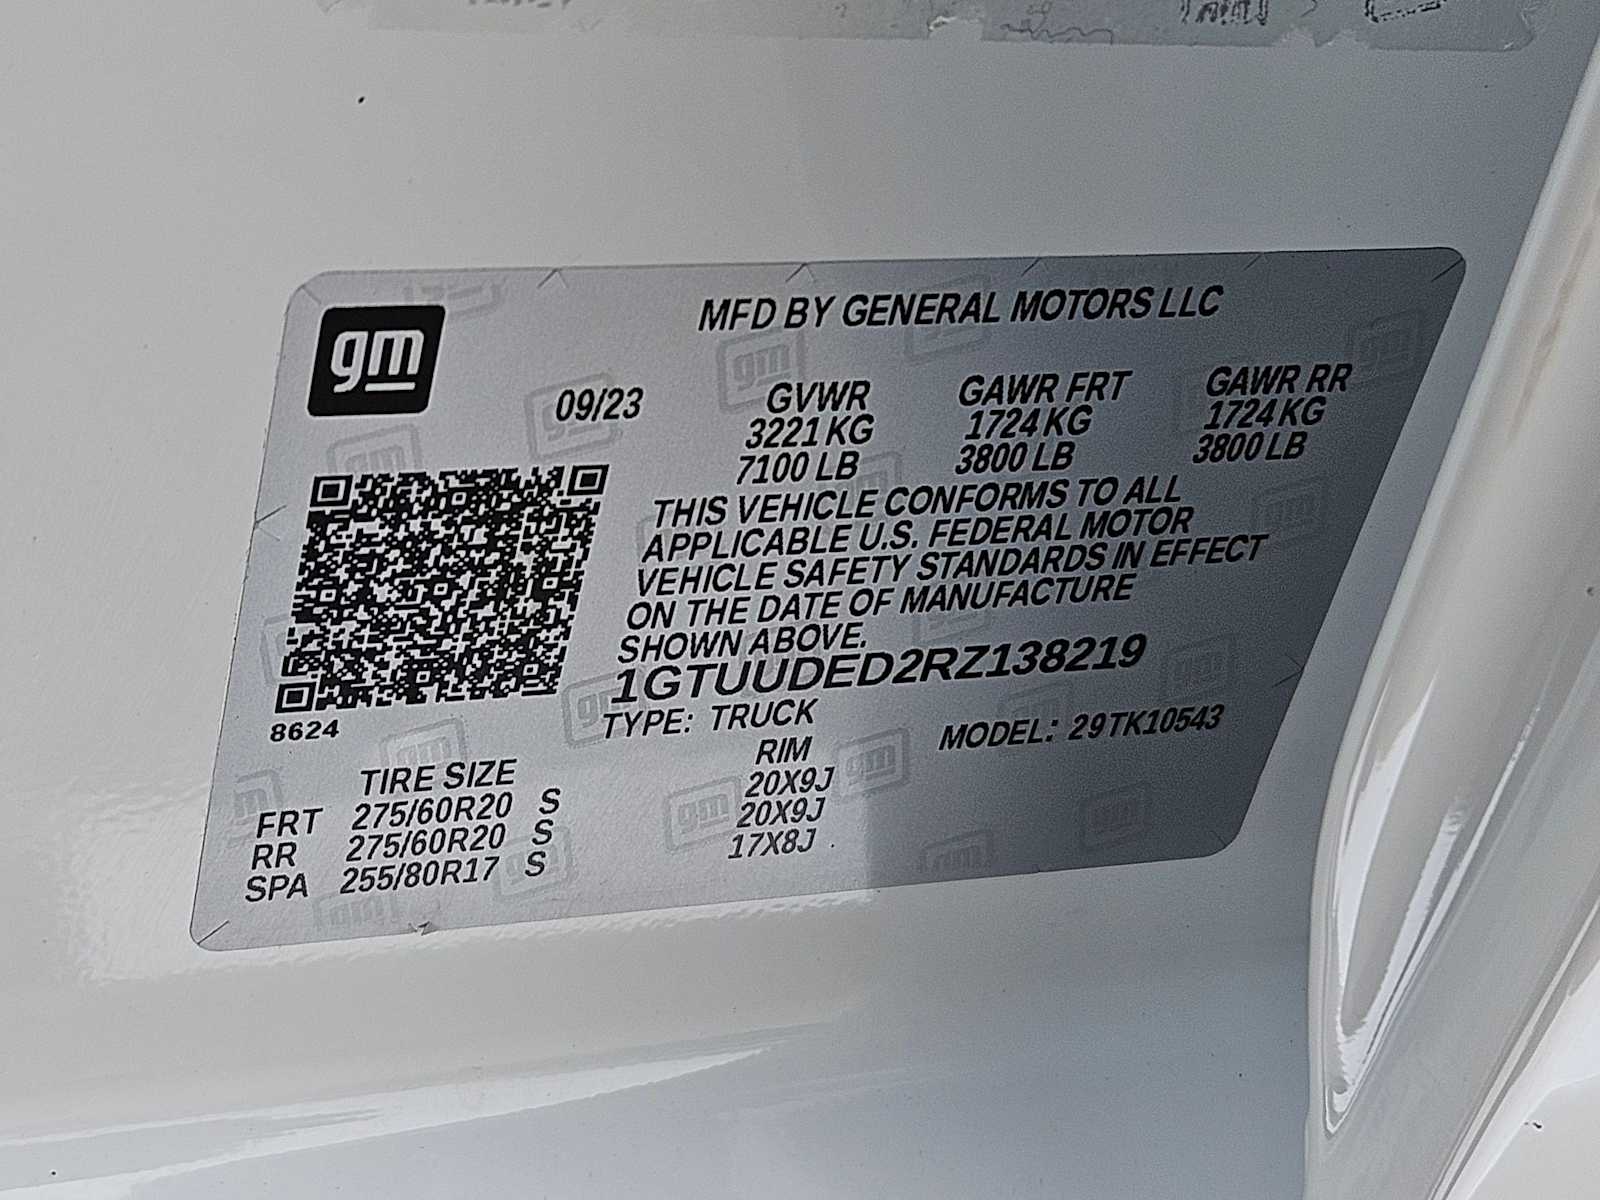 gm
MFD BY GENERAL MOTORS LLC
09/23 GVWR GAWR FRT GAWR RR
3221 KG 1724 KG 1724 KG
7100 LB 3800 LB 3800 LB
THIS VEHICLE CONFORMS TO ALL
APPLICABLE U.S. FEDERAL MOTOR
VEHICLE SAFETY STANDARDS IN EFFECT
ON THE DATE OF MANUFACTURE
SHOWN ABOVE.
1GTUUDED2RZ138219
8624
TYPE: TRUCK MODEL: 29TK10543
TIRE SIZE RIM
FRT 275/60R20 S 20X9J
RR 275/60R20 S 20X9J
SPA 255/80R17 S 17X8J